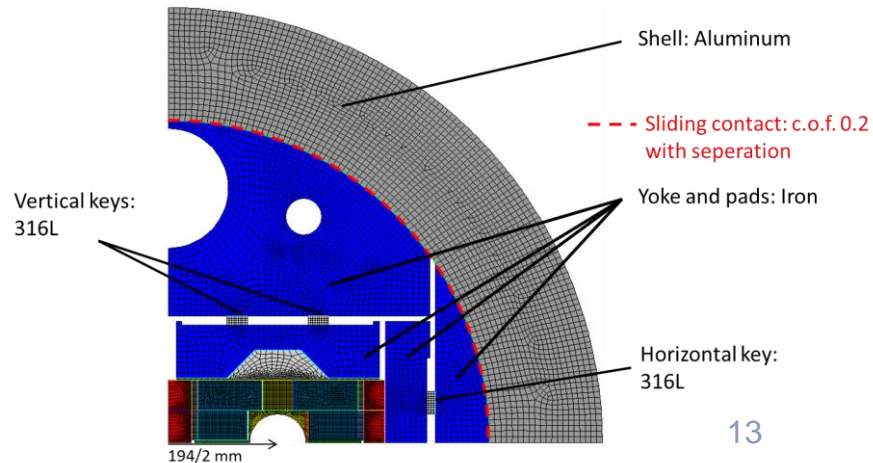 Shell: Aluminum
Sliding contact: c.o.f. 0.2
with seperation
Vertical keys:
316L
Yoke and pads: Iron
Horizontal key:
316L
194/2 mm
13